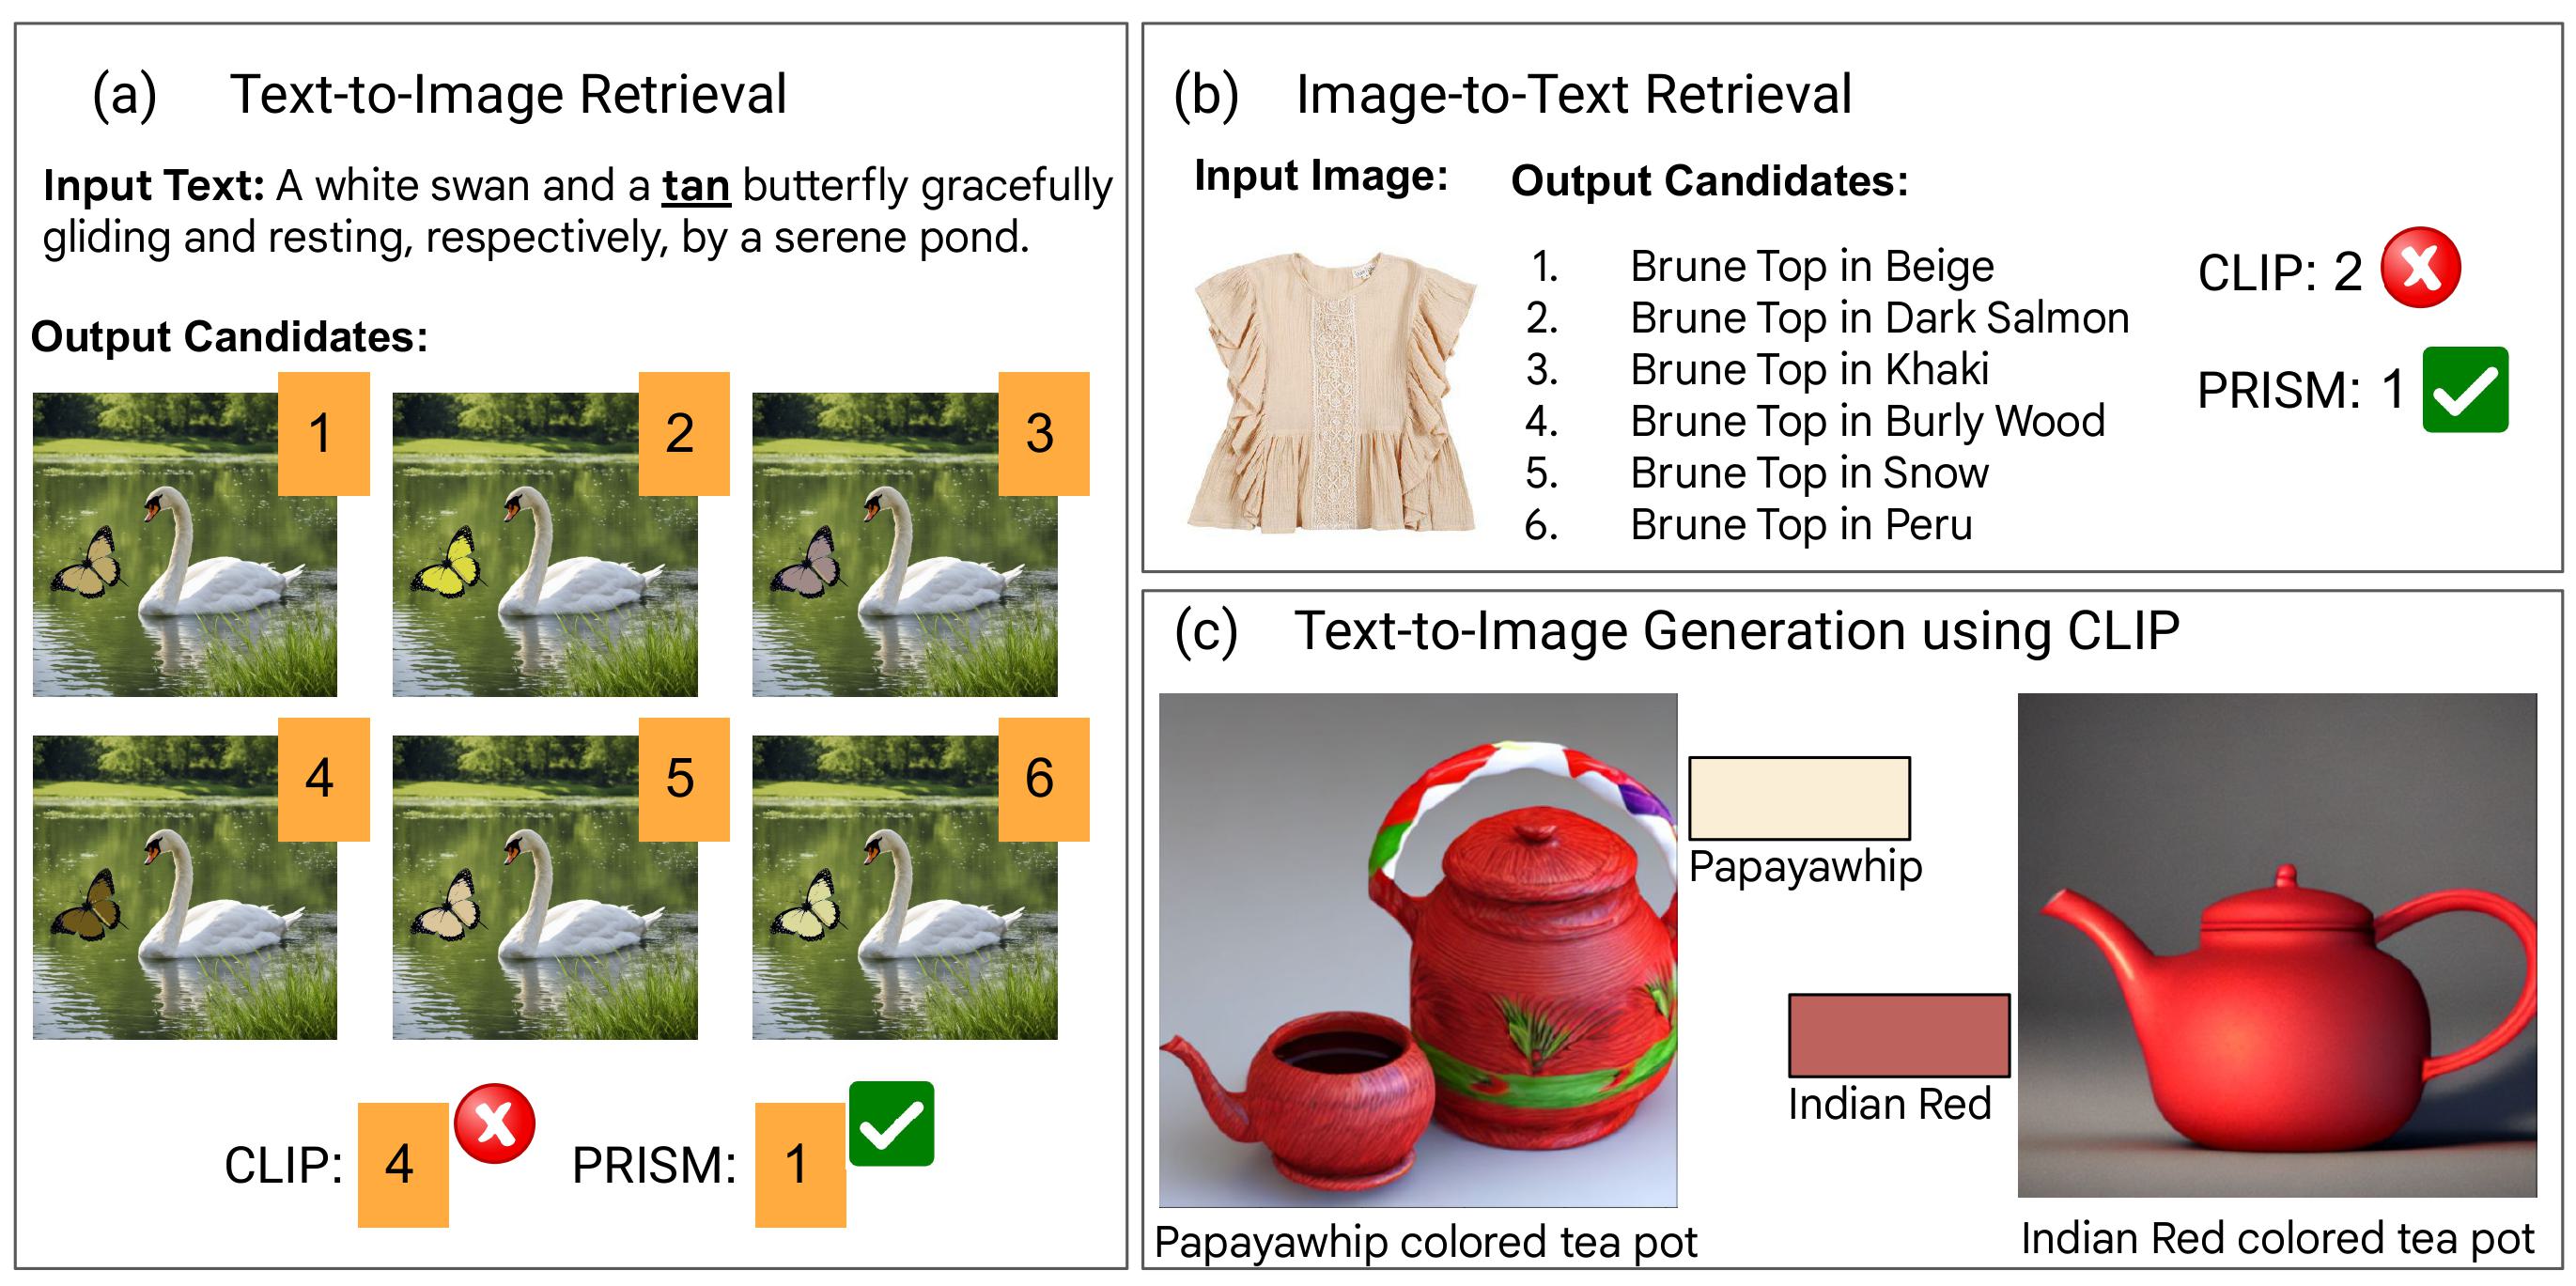 (a) Text-to-Image Retrieval
Input Text: A white swan and a tan butterfly gracefully
gliding and resting, respectively, by a serene pond.
Output Candidates:
1
2
3
4
5
6
CLIP: 4
PRISM: 1
(b) Image-to-Text Retrieval
Input Image:
Output Candidates:
1. Brune Top in Beige
2. Brune Top in Dark Salmon
3. Brune Top in Khaki
4. Brune Top in Burly Wood
5. Brune Top in Snow
6. Brune Top in Peru
CLIP: 2
PRISM: 1
(c) Text-to-Image Generation using CLIP
Papayawhip
Indian Red
Papayawhip colored tea pot
Indian Red colored tea pot